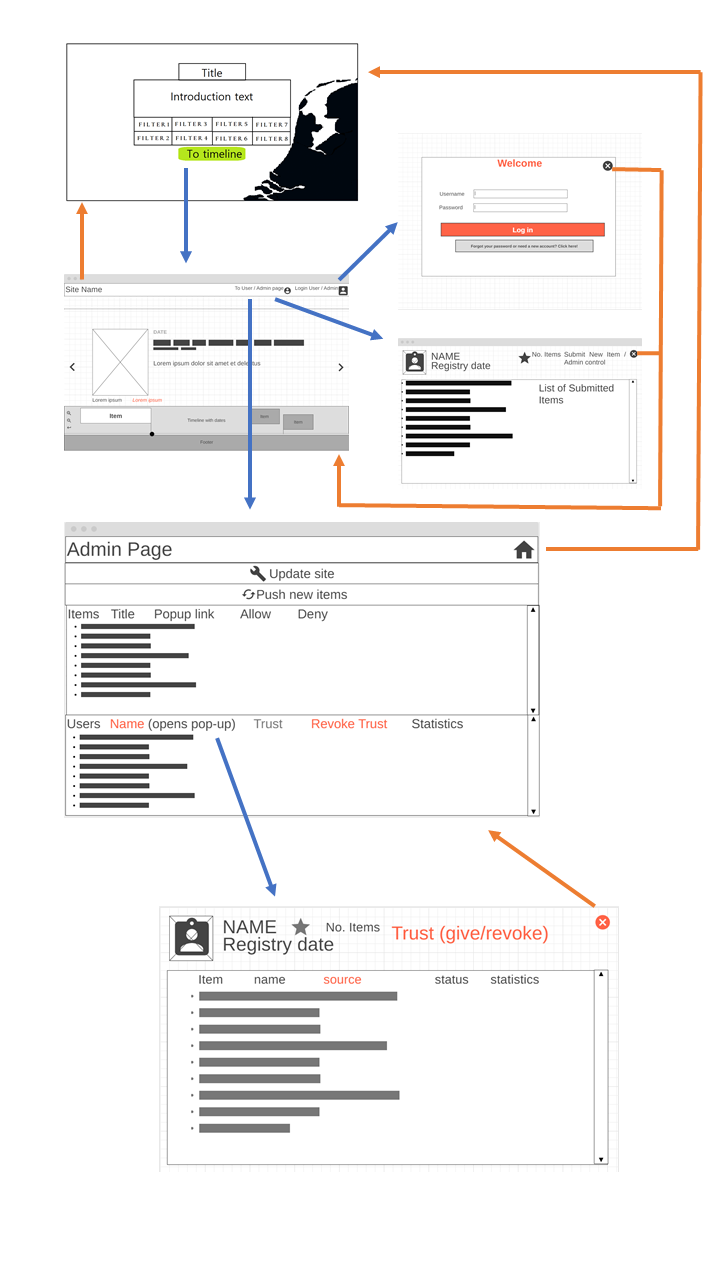 Title
Introduction text
FILTER 1 FILTER 3 FILTER 5 FILTER 7
FILTER 2 FILTER 4 FILTER 6 FILTER 8
To timeline
Welcome
Username
Password
Log in
Forgot your password or need a new account? Click here!
Site Name To User / Admin page Login User / Admin
DATE
Lorem ipsum dolor sit amet et delectus
Lorem ipsum Lorem ipsum
Item Timeline with dates Item Item
Footer
NAME No. Items Submit New Item /
Registry date Admin control
List of Submitted
Items
Admin Page
Update site
Push new items
Items Title Popup link Allow Deny
Users Name (opens pop-up) Trust Revoke Trust Statistics
NAME No. Items Trust (give/revoke)
Registry date
Item name source status statistics